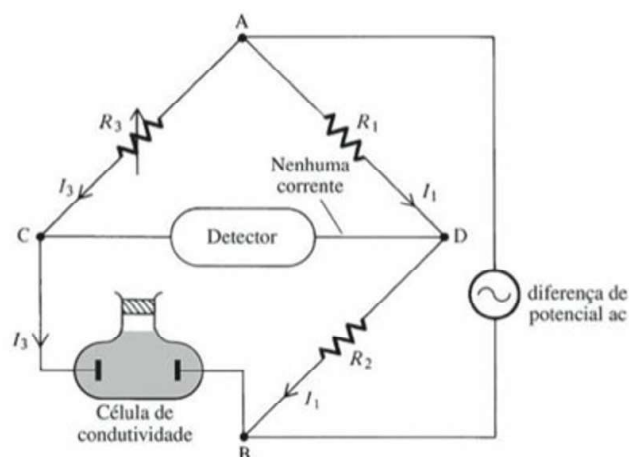 A
R3
R1
Nenhuma
corrente
I3
I1
C
Detector
D
diferença de
potencial ac
I3
R2
Célula de
condutividade
I1
B